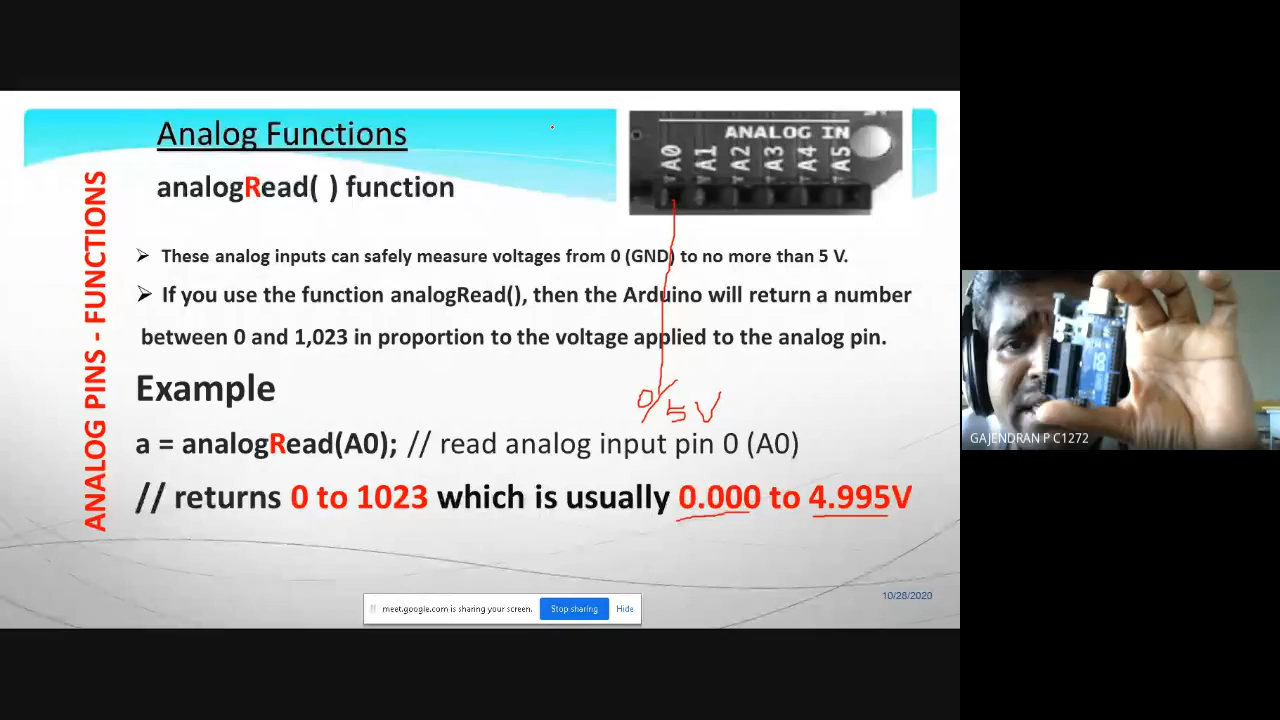 Analog Functions
analogRead( ) function
ANALOG PINS - FUNCTIONS
ANALOG IN
A0 A1 A2 A3 A4 A5
➢ These analog inputs can safely measure voltages from 0 (GND) to no more than 5 V.
➢ If you use the function analogRead(), then the Arduino will return a number
between 0 and 1,023 in proportion to the voltage applied to the analog pin.
Example
0/5V
a = analogRead(A0); // read analog input pin 0 (A0)
// returns 0 to 1023 which is usually 0.000 to 4.995V
10/28/2020
meet.google.com is sharing your screen. Stop sharing Hide
GAJENDRAN P C1272